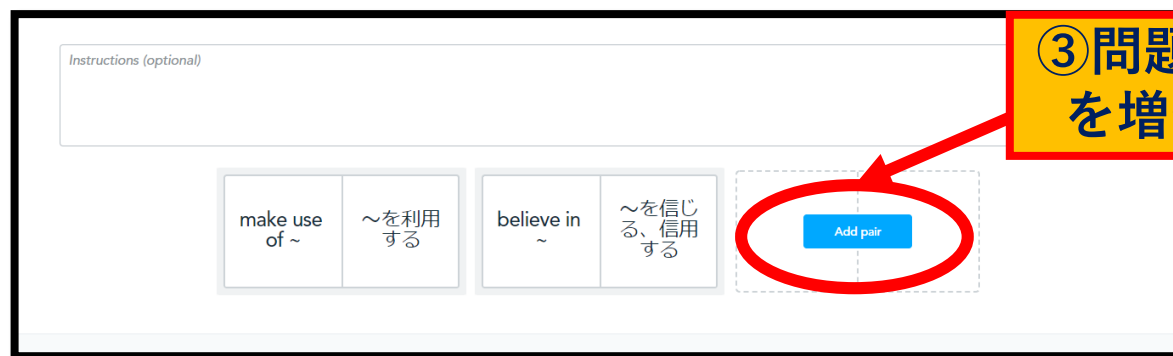 ③問題
を増
Instructions (optional)
make use
of ~
～を利用
する
believe in
~
～を信じ
る、信用
する
Add pair